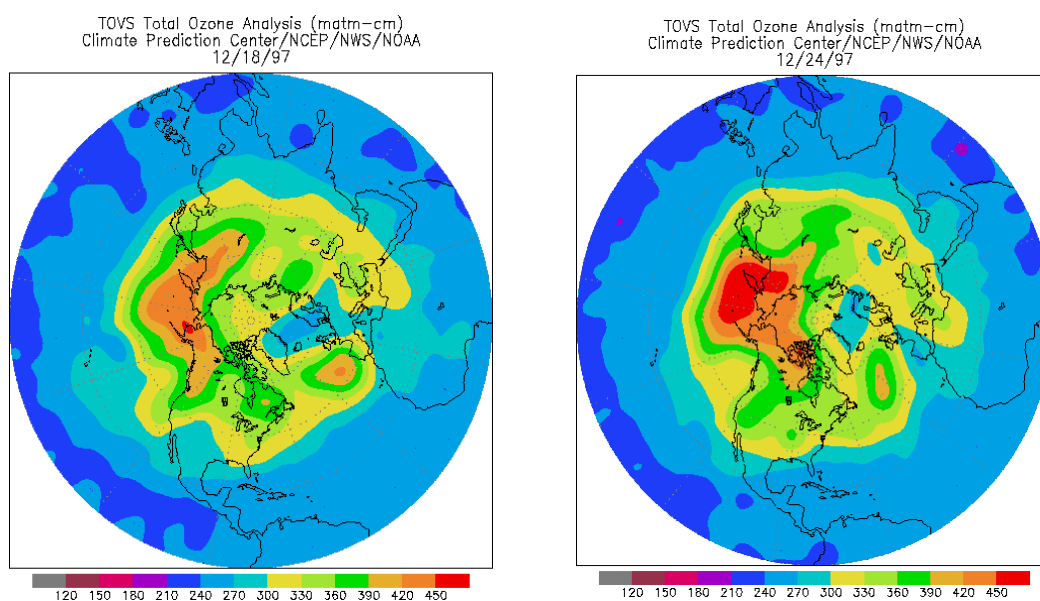 TOVS Total Ozone Analysis (matm-cm)
Climate Prediction Center/NCEP/NWS/NOAA
12/18/97
120 150 180 210 240 270 300 330 360 390 420 450
TOVS Total Ozone Analysis (matm-cm)
Climate Prediction Center/NCEP/NWS/NOAA
12/24/97
120 150 180 210 240 270 300 330 360 390 420 450